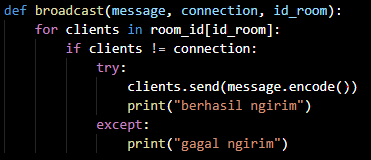 def broadcast(message, connection, id_room):
    for clients in room_id[id_room]:
        if clients != connection:
            try:
                clients.send(message.encode())
                print("berhasil ngirim")
            except:
                print("gagal ngirim")